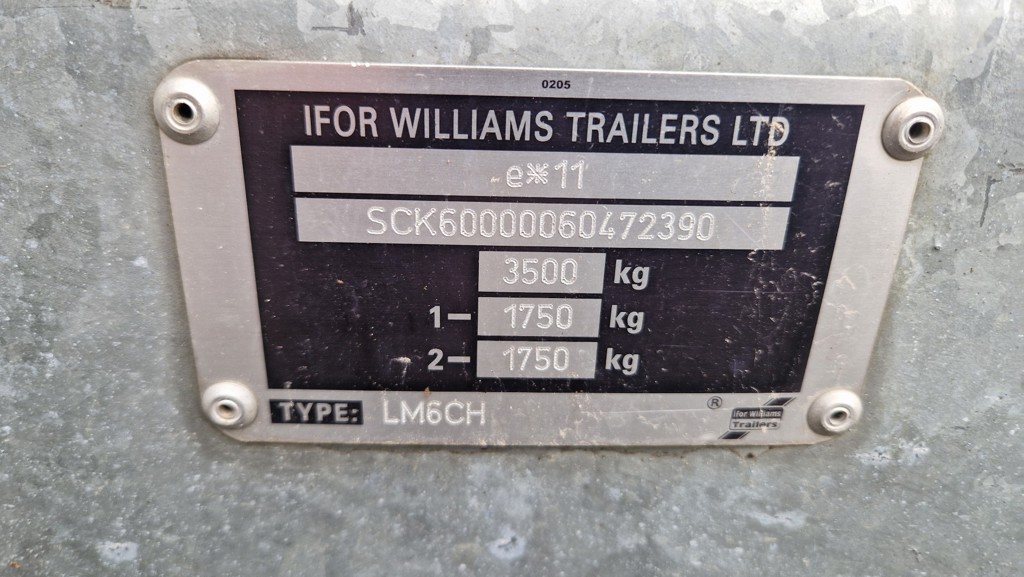 0205
IFOR WILLIAMS TRAILERS LTD
e*11
SCK60000060472390
3500 kg
1– 1750 kg
2– 1750 kg
TYPE: LM6CH ®
Ifor Williams
Trailers